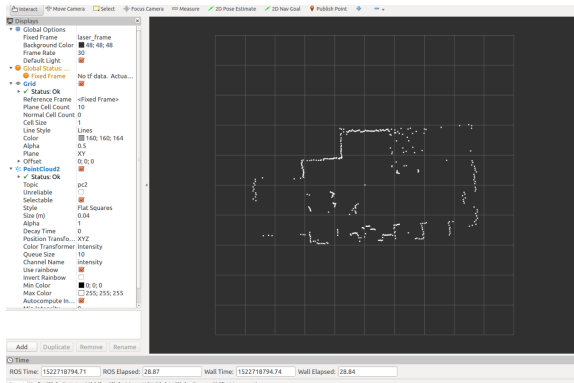 Interact Move Camera Select Focus Camera Measure 2D Pose Estimate 2D Nav Goal Publish Point
Displays
Global Options
Fixed Frame laser_frame
Background Color 48; 48; 48
Frame Rate 30
Default Light
Global Status: ...
Fixed Frame No tf data. Actua...
Grid
Status: Ok
Reference Frame <Fixed Frame>
Plane Cell Count 10
Normal Cell Count 0
Cell Size 1
Line Style Lines
Color 160; 160; 164
Alpha 0.5
Plane XY
Offset 0; 0; 0
PointCloud2
Status: Ok
Topic pc2
Unreliable
Selectable
Style Flat Squares
Size (m) 0.04
Alpha 1
Decay Time 0
Position Transfo... XYZ
Color Transformer Intensity
Queue Size 10
Channel Name intensity
Use rainbow
Invert Rainbow
Min Color 0; 0; 0
Max Color 255; 255; 255
Autocompute In...
Add Duplicate Remove Rename
Time
ROS Time: 1522718794.71 ROS Elapsed: 28.87 Wall Time: 1522718794.74 Wall Elapsed: 28.84